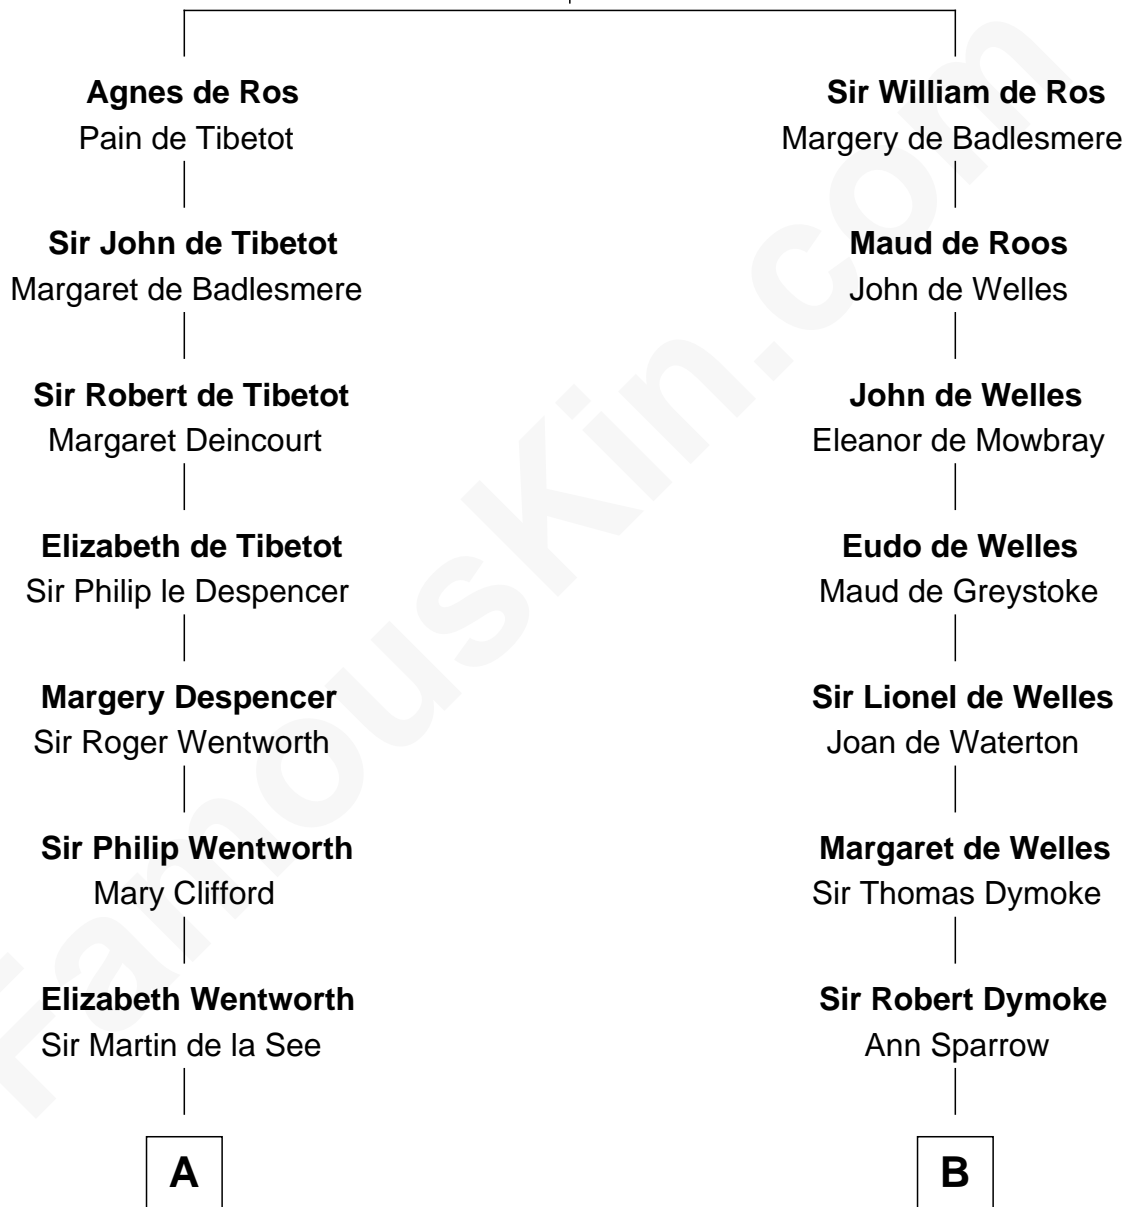 Agnes de Ros
Pain de Tibetot
Sir William de Ros
Margery de Badlesmere
Sir John de Tibetot
Margaret de Badlesmere
Maud de Roos
John de Welles
Sir Robert de Tibetot
Margaret Deincourt
John de Welles
Eleanor de Mowbray
Elizabeth de Tibetot
Sir Philip le Despencer
Eudo de Welles
Maud de Greystoke
Margery Despencer
Sir Roger Wentworth
Sir Lionel de Welles
Joan de Waterton
Sir Philip Wentworth
Mary Clifford
Margaret de Welles
Sir Thomas Dymoke
Elizabeth Wentworth
Sir Martin de la See
Sir Robert Dymoke
Ann Sparrow
A
B
FamousKin.com